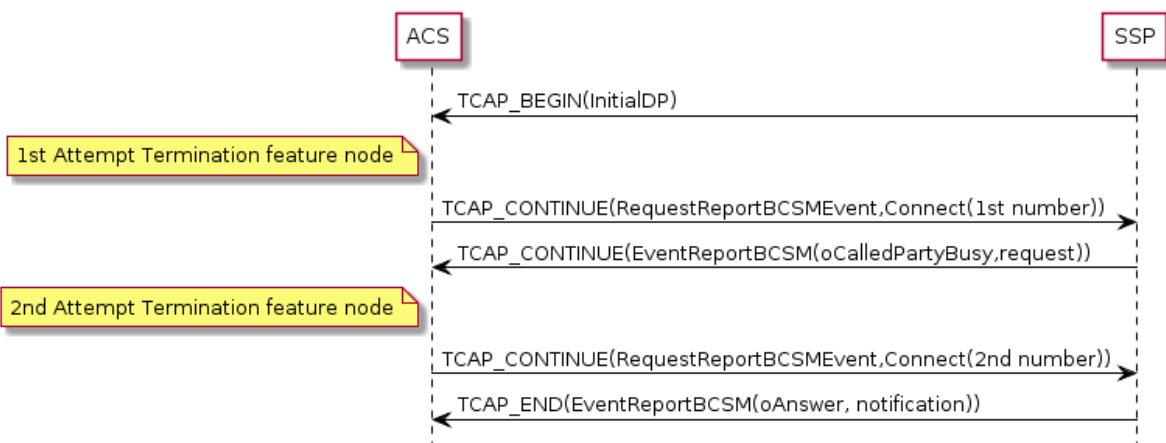 ACS
SSP
TCAP_BEGIN(InitialDP)
1st Attempt Termination feature node
TCAP_CONTINUE(RequestReportBCSMEvent,Connect(1st number))
TCAP_CONTINUE(EventReportBCSM(oCalledPartyBusy,request))
2nd Attempt Termination feature node
TCAP_CONTINUE(RequestReportBCSMEvent,Connect(2nd number))
TCAP_END(EventReportBCSM(oAnswer, notification))